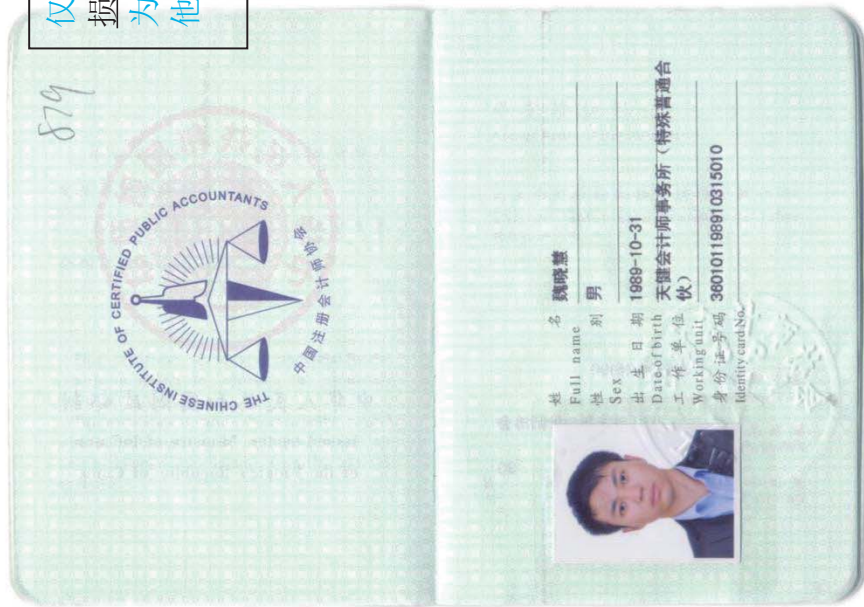 仅
损
为
他
879
THE CHINESE INSTITUTE OF CERTIFIED PUBLIC ACCOUNTANTS
中国注册会计师协会
姓 名 魏晓慧
Full name
性 别 男
Sex
出 生 日 期 1989-10-31
Date of birth
工 作 单 位 天健会计师事务所（特殊普通合
Working unit 伙）
身份证号码 360101198910315010
Identity card No.